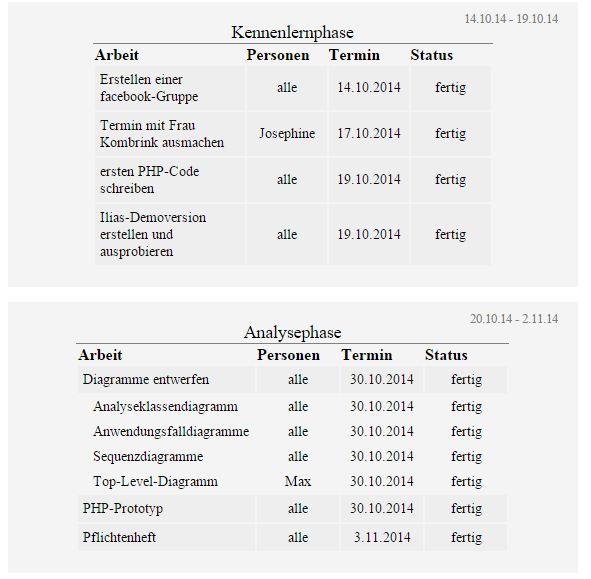 14.10.14 - 19.10.14
Kennenlernphase
Arbeit Personen Termin Status
Erstellen einer
facebook-Gruppe alle 14.10.2014 fertig
Termin mit Frau
Kombrink ausmachen Josephine 17.10.2014 fertig
ersten PHP-Code
schreiben alle 19.10.2014 fertig
Ilias-Demoversion
erstellen und alle 19.10.2014 fertig
ausprobieren
20.10.14 - 2.11.14
Analysephase
Arbeit Personen Termin Status
Diagramme entwerfen alle 30.10.2014 fertig
Analyseklassendiagramm alle 30.10.2014 fertig
Anwendungsfalldiagramme alle 30.10.2014 fertig
Sequenzdiagramme alle 30.10.2014 fertig
Top-Level-Diagramm Max 30.10.2014 fertig
PHP-Prototyp alle 30.10.2014 fertig
Pflichtenheft alle 3.11.2014 fertig